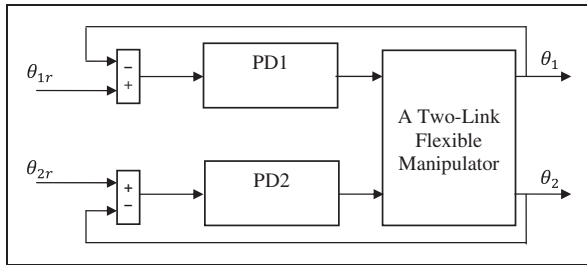 −
+
θ1r
PD1
θ1
A Two-Link
Flexible
Manipulator
θ2r
+
−
PD2
θ2